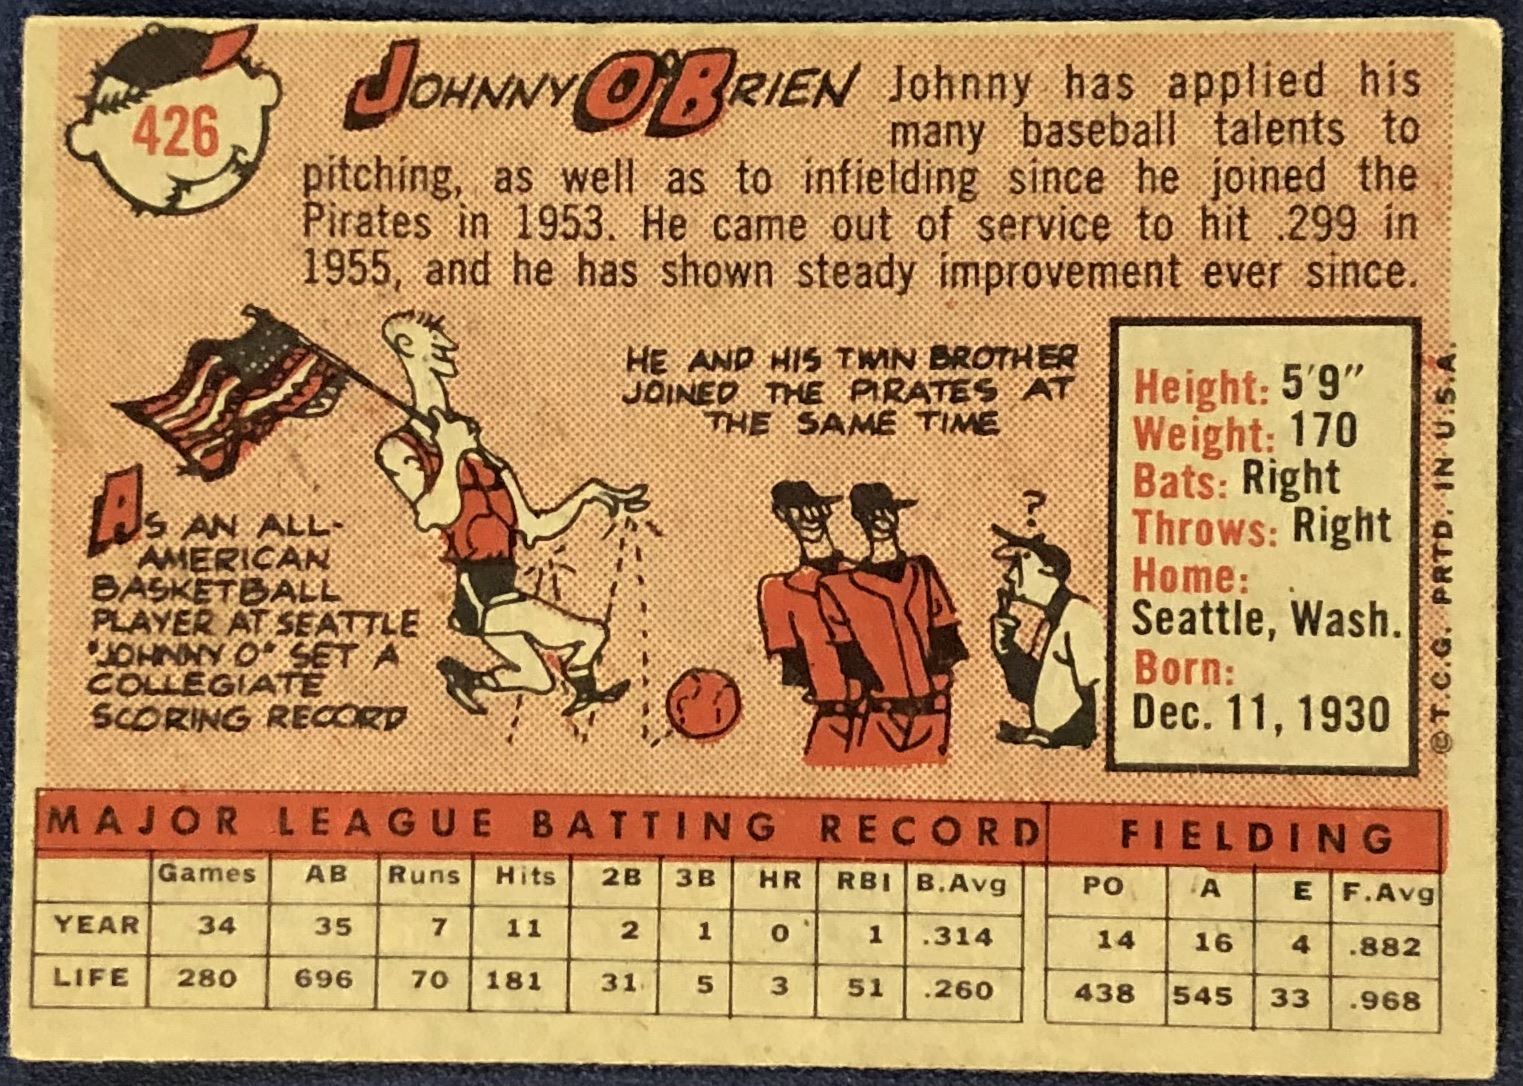 426
JOHNNY O'BRIEN
Johnny has applied his
many baseball talents to
pitching, as well as to infielding since he joined the
Pirates in 1953. He came out of service to hit .299 in
1955, and he has shown steady improvement ever since.
AS AN ALL-
AMERICAN
BASKETBALL
PLAYER AT SEATTLE
"JOHNNY O" SET A
COLLEGIATE
SCORING RECORD
HE AND HIS TWIN BROTHER
JOINED THE PIRATES AT
THE SAME TIME
?
Height: 5'9"
Weight: 170
Bats: Right
Throws: Right
Home:
Seattle, Wash.
Born:
Dec. 11, 1930
©T.C.G. PRTD. IN U.S.A.
MAJOR LEAGUE BATTING RECORD FIELDING
Games AB Runs Hits 2B 3B HR RBI B.Avg PO A E F.Avg
YEAR 34 35 7 11 2 1 0 1 .314 14 16 4 .882
LIFE 280 696 70 181 31 5 3 51 .260 438 545 33 .968